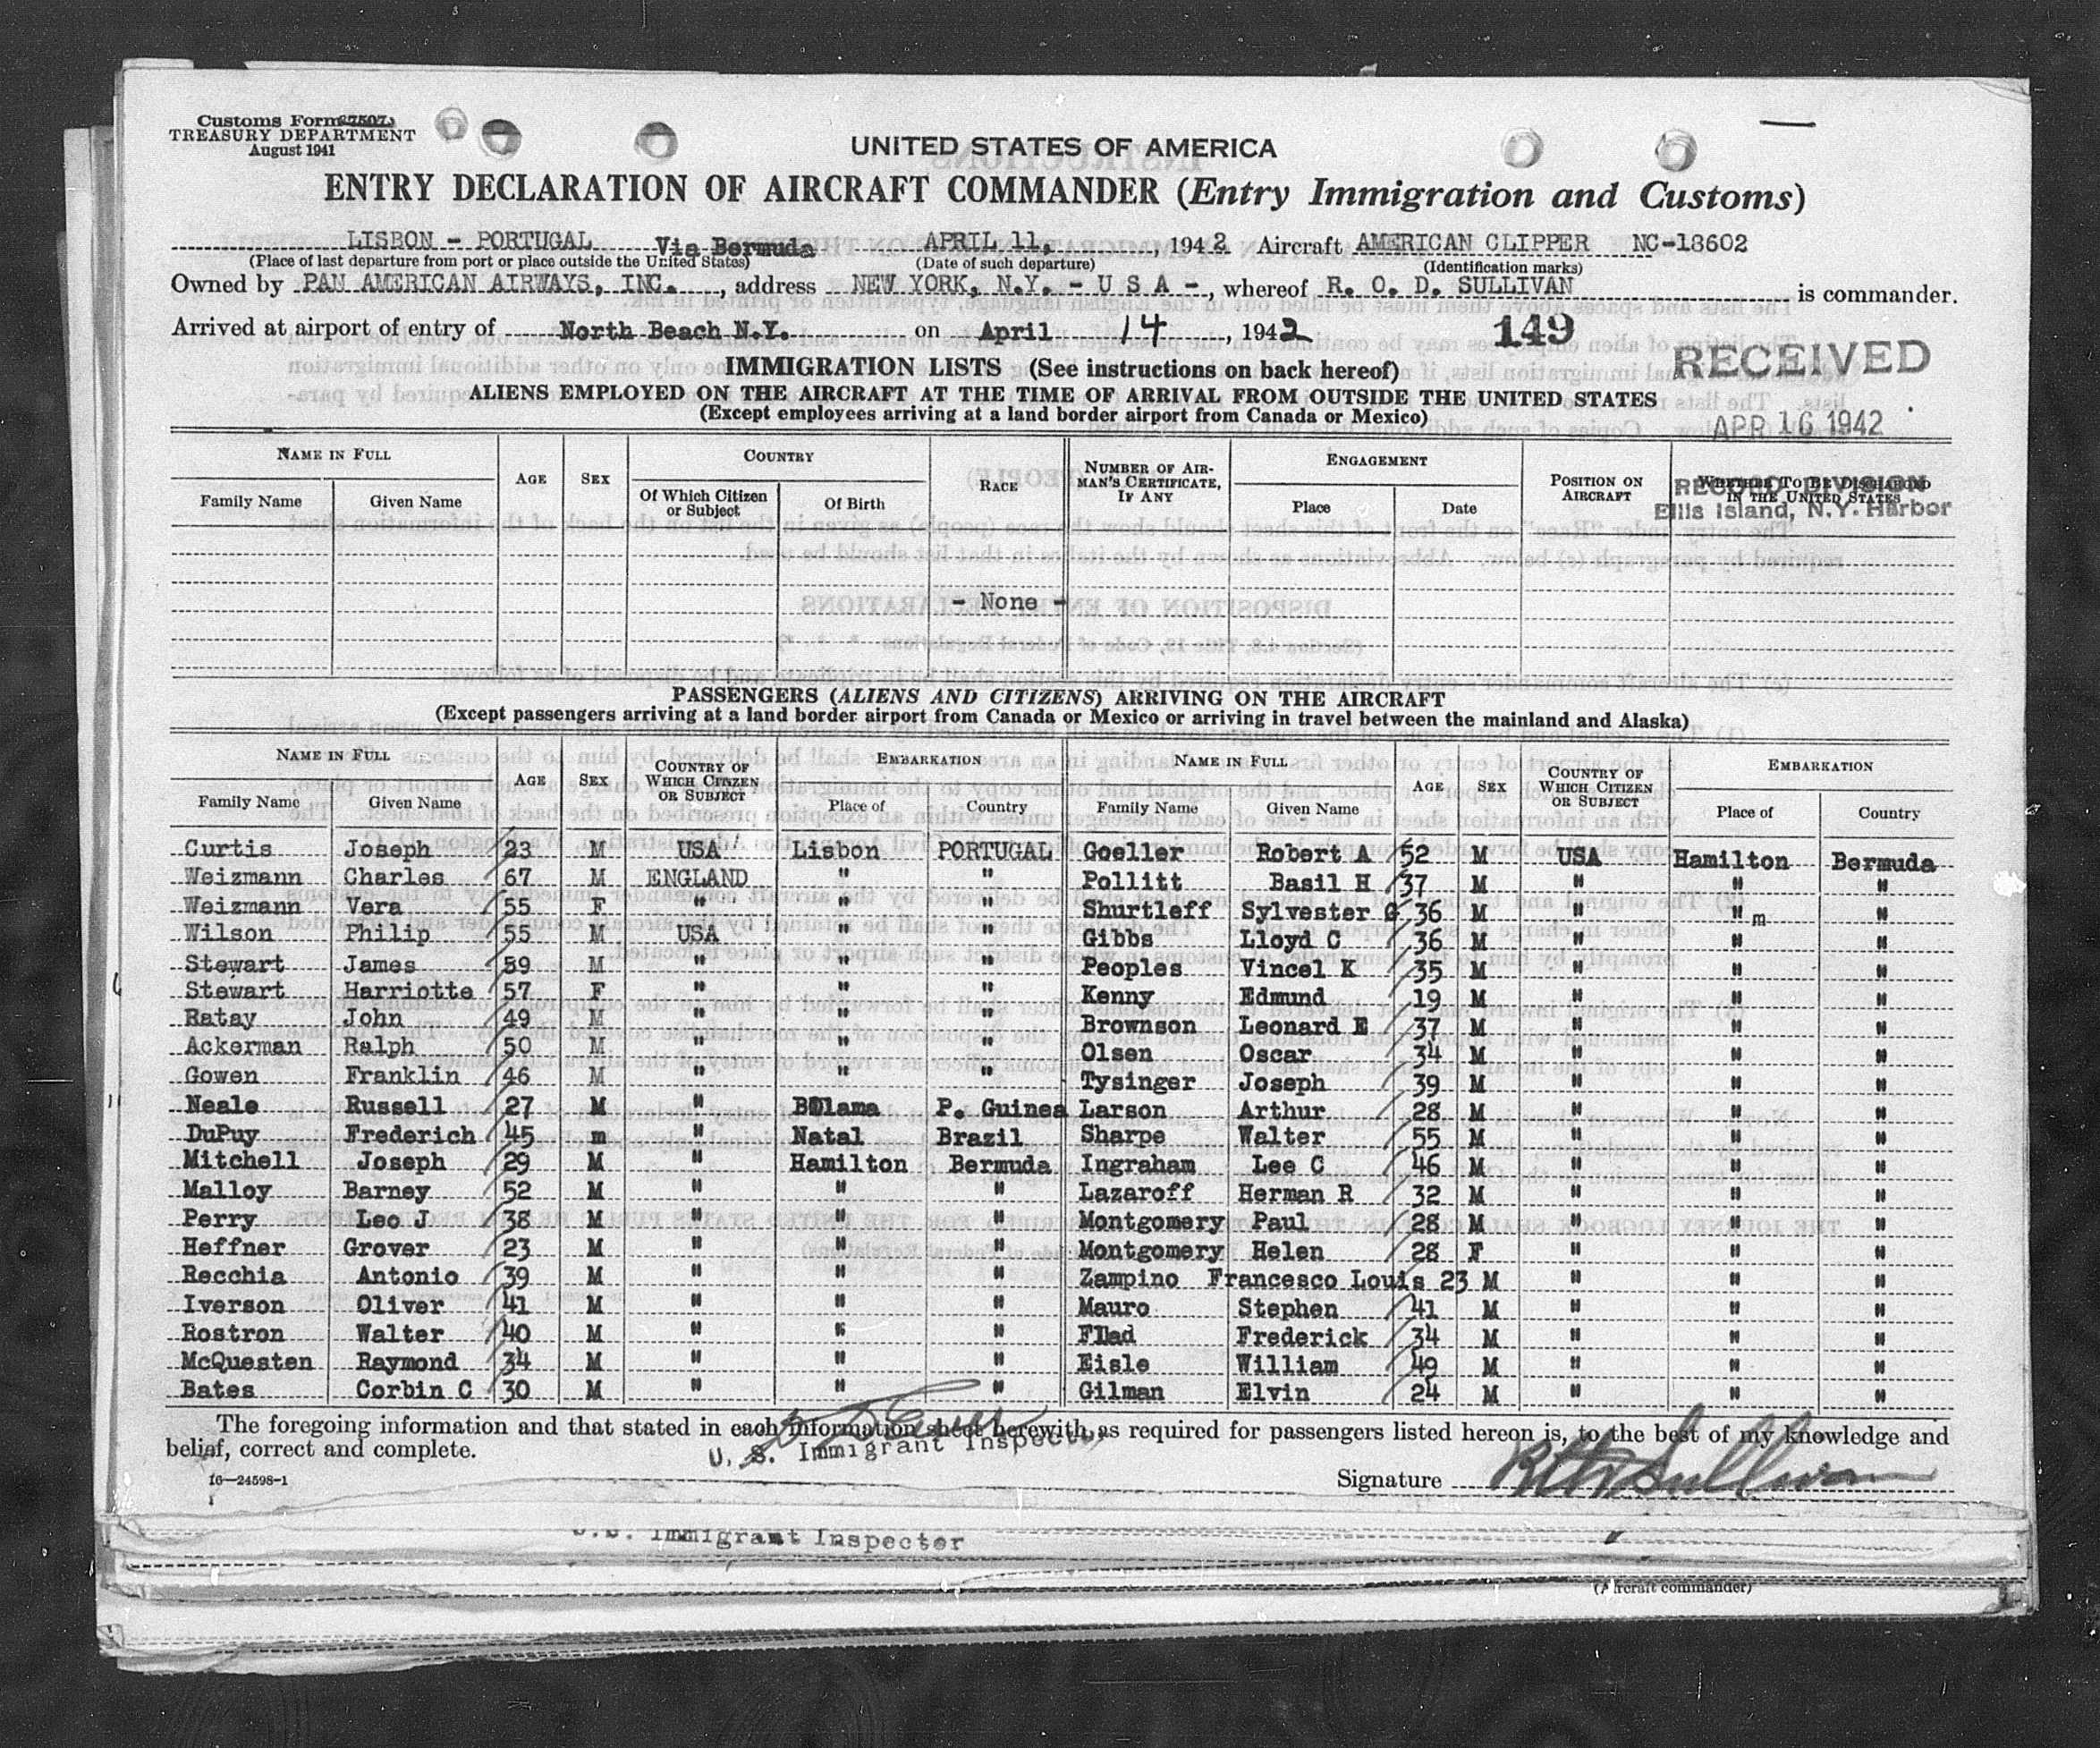 Customs Form 7507
TREASURY DEPARTMENT
August 1941
UNITED STATES OF AMERICA
ENTRY DECLARATION OF AIRCRAFT COMMANDER (Entry Immigration and Customs)
LISBON - PORTUGAL Via Bermuda APRIL 11, , 1942 Aircraft AMERICAN CLIPPER NC-18602
(Place of last departure from port or place outside the United States) (Date of such departure) (Identification marks)
Owned by PAN AMERICAN AIRWAYS, INC. , address NEW YORK, N.Y. - U S A - , whereof R. O. D. SULLIVAN is commander.
Arrived at airport of entry of North Beach N.Y. on April 14 , 1942 149
RECEIVED
IMMIGRATION LISTS (See instructions on back hereof)
ALIENS EMPLOYED ON THE AIRCRAFT AT THE TIME OF ARRIVAL FROM OUTSIDE THE UNITED STATES
(Except employees arriving at a land border airport from Canada or Mexico)
APR 16 1942
NAME IN FULL AGE SEX COUNTRY RACE NUMBER OF AIRMAN'S CERTIFICATE, IF ANY ENGAGEMENT POSITION ON AIRCRAFT WHETHER TO BE DISCHARGED IN THE UNITED STATES
Family Name Given Name Of Which Citizen or Subject Of Birth Place Date
RECORD DIVISION
Ellis Island, N.Y. Harbor
- None -
PASSENGERS (ALIENS AND CITIZENS) ARRIVING ON THE AIRCRAFT
(Except passengers arriving at a land border airport from Canada or Mexico or arriving in travel between the mainland and Alaska)
NAME IN FULL AGE SEX COUNTRY OF WHICH CITIZEN OR SUBJECT EMBARKATION NAME IN FULL AGE SEX COUNTRY OF WHICH CITIZEN OR SUBJECT EMBARKATION
Family Name Given Name Place of Country Family Name Given Name Place of Country
Curtis Joseph 23 M USA Lisbon PORTUGAL Goeller Robert A 52 M USA Hamilton Bermuda
Weizmann Charles 67 M ENGLAND " " Pollitt Basil H 37 M " " "
Weizmann Vera 55 F " " " Shurtleff Sylvester G 36 M " " m "
Wilson Philip 55 M USA " " Gibbs Lloyd C 36 M " " "
Stewart James 59 M " " " Peoples Vincel K 35 M " " "
Stewart Harriotte 57 F " " " Kenny Edmund 19 M " " "
Ratay John 49 M " " " Brownson Leonard E 37 M " " "
Ackerman Ralph 50 M " " " Olsen Oscar 34 M " " "
Gowen Franklin 46 M " " " Tysinger Joseph 39 M " " "
Neale Russell 27 M " Bolama P. Guinea Larson Arthur 28 M " " "
DuPuy Frederich 45 m " Natal Brazil Sharpe Walter 55 M " " "
Mitchell Joseph 29 M " Hamilton Bermuda Ingraham Lee C 46 M " " "
Malloy Barney 52 M " " " Lazaroff Herman R 32 M " " "
Perry Leo J 38 M " " " Montgomery Paul 28 M " " "
Heffner Grover 23 M " " " Montgomery Helen 28 F " " "
Recchia Antonio 39 M " " " Zampino Francesco Louis 23 M " " "
Iverson Oliver 41 M " " " Mauro Stephen 41 M " " "
Rostron Walter 40 M " " " Flad Frederick 34 M " " "
McQuesten Raymond 34 M " " " Eisle William 49 M " " "
Bates Corbin C 30 M " " " Gilman Elvin 24 M " " "
The foregoing information and that stated in each information sheet herewith, as required for passengers listed hereon is, to the best of my knowledge and
belief, correct and complete.
U. S. Immigrant Inspector
16—24598-1
Signature ROD Sullivan
U.S. Immigrant Inspector
(Aircraft commander)